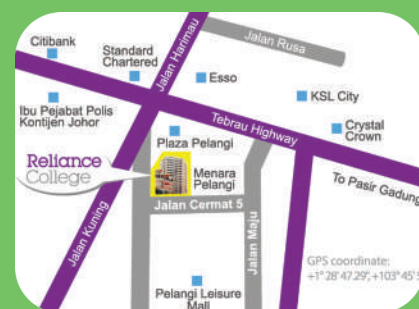 Citibank
Standard
Chartered
Jalan Harimau
Jalan Rusa
Esso
KSL City
Ibu Pejabat Polis
Kontijen Johor
Plaza Pelangi
Tebrau Highway
Crystal
Crown
Reliance
College
Menara
Pelangi
To Pasir Gadung
Jalan Cermat 5
Jalan Kuning
Jalan Maju
GPS coordinate:
+1° 28' 47.29", +103° 45'
Pelangi Leisure
Mall